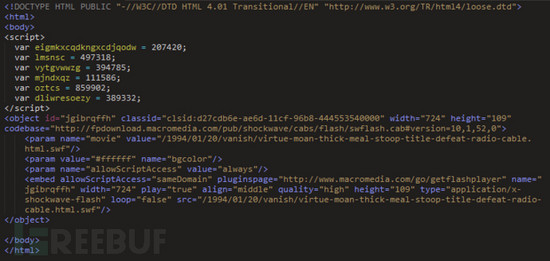 <!DOCTYPE HTML PUBLIC "-//W3C//DTD HTML 4.01 Transitional//EN" "http://www.w3.org/TR/html4/loose.dtd">
<html>
<body>
<script>
var eigmkxcqdkngxcdjqodw = 207420;
var lmsnsc = 497318;
var vytgvwwzg = 394785;
var mjndxqz = 111586;
var oztcs = 859902;
var dliwresoezy = 389332;
</script>
<object id="jgibrqffh" classid="clsid:d27cdb6e-ae6d-11cf-96b8-444553540000" width="724" height="109"
codebase="http://fpdownload.macromedia.com/pub/shockwave/cabs/flash/swflash.cab#version=10,1,52,0">
<param name="movie" value="/1994/01/20/vanish/virtue-moan-thick-meal-stoop-title-defeat-radio-cable.
html.swf"/>
<param value="#ffffff" name="bgcolor"/>
<param name="allowScriptAccess" value="always"/>
<embed allowScriptAccess="sameDomain" pluginspage="http://www.macromedia.com/go/getflashplayer" name="
jgibrqffh" width="724" play="true" align="middle" quality="high" height="109" type="application/x-
shockwave-flash" loop="false" src="/1994/01/20/vanish/virtue-moan-thick-meal-stoop-title-defeat-radio-
cable.html.swf"/>
</object>
</body>
</html>
REEBUF